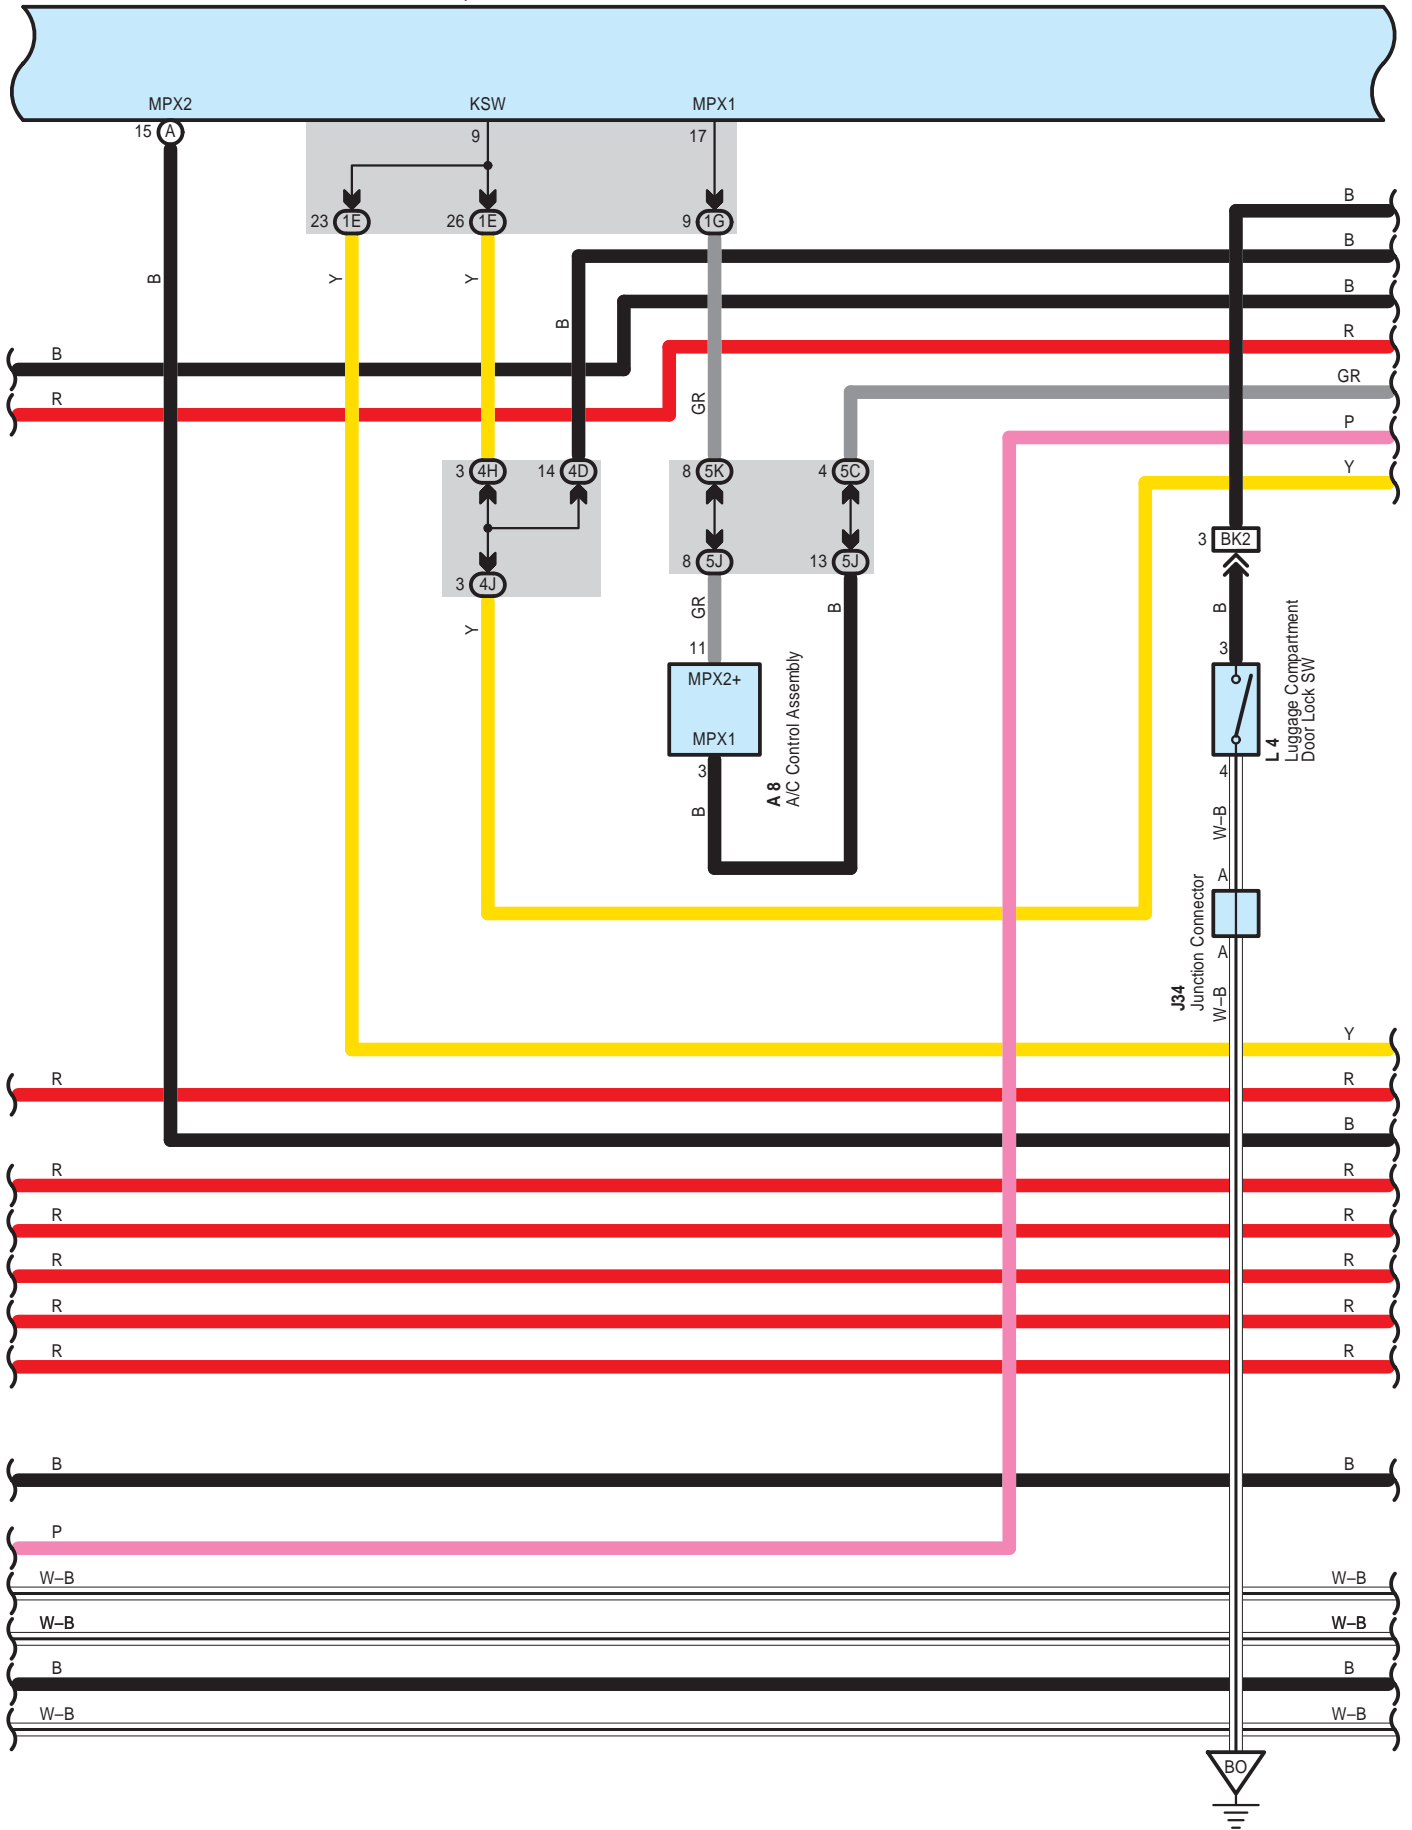 MPX2 KSW MPX1
15 A 9 17
23 1E 26 1E 9 1G
B
B
B Y Y
B
B
R
B
R
GR
GR
P
Y
B
R
3 4H 14 4D 8 5K 4 5C
3 BK2
8 5J 13 5J
3 4J
Y GR B B
11 3
MPX2+
MPX1
3 4
A 8
A/C Control Assembly
L 4
Luggage Compartment
Door Lock SW
B W–B
A
J34
Junction Connector
A
W–B
Y
R R
B
R R
R R
R R
R R
R R
B B
P
W–B W–B
W–B W–B
B B
W–B W–B
BO